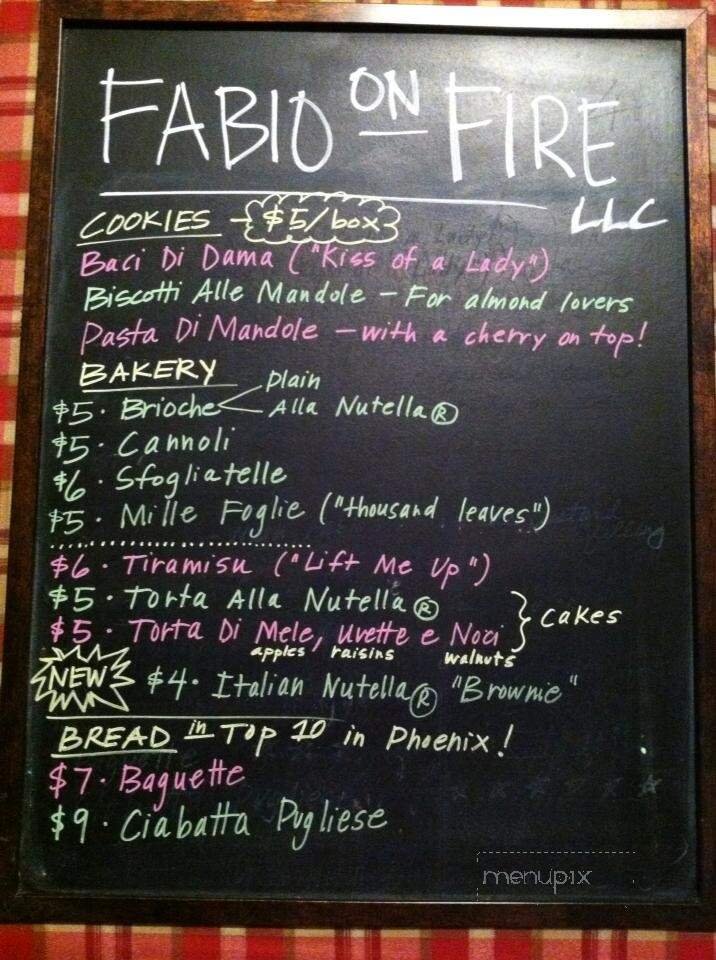 FABIO ON FIRE
LLC
COOKIES → $5/box
Baci Di Dama ("Kiss of a Lady")
Biscotti Alle Mandole - For almond lovers
Pasta Di Mandole - with a cherry on top!
BAKERY
$5 · Brioche < Plain
Alla Nutella ®
$5 · Cannoli
$6 · Sfogliatelle
$5 · Mille Foglie ("thousand leaves")
$6 · Tiramisu ("Lift Me Up")
$5 · Torta Alla Nutella ®
$5 · Torta Di Mele, Uvette e Noci } cakes
apples raisins walnuts
NEW $4 · Italian Nutella ® "Brownie"
BREAD in Top 10 in Phoenix!
$7 · Baguette
$9 · Ciabatta Pugliese
menupix